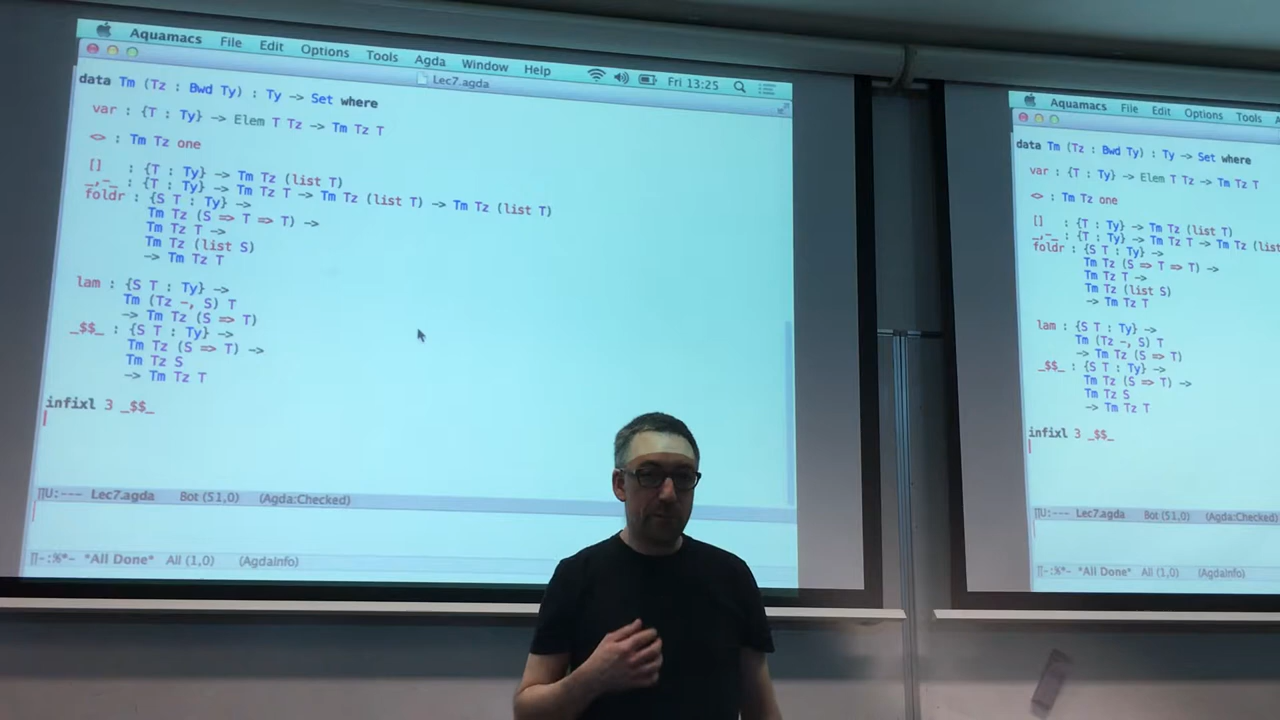 Aquamacs File Edit Options Tools Agda Window Help Fri 13:25
Lec7.agda
data Tm (Tz : Bwd Ty) : Ty -> Set where
var : {T : Ty} -> Elem T Tz -> Tm Tz T
<> : Tm Tz one
[] : {T : Ty} -> Tm Tz (list T)
_,-_ : {T : Ty} -> Tm Tz T -> Tm Tz (list T) -> Tm Tz (list T)
foldr : {S T : Ty} ->
Tm Tz (S => T => T) ->
Tm Tz T ->
Tm Tz (list S)
-> Tm Tz T
lam : {S T : Ty} ->
Tm (Tz -, S) T
-> Tm Tz (S => T)
_$$_ : {S T : Ty} ->
Tm Tz (S => T) ->
Tm Tz S
-> Tm Tz T
infixl 3 _$$_
U:--- Lec7.agda Bot (51,0) (Agda:Checked)
-:%*- *All Done* All (1,0) (AgdaInfo)
Aquamacs File Edit Options Tools
data Tm (Tz : Bwd Ty) : Ty -> Set where
var : {T : Ty} -> Elem T Tz -> Tm Tz T
<> : Tm Tz one
[] : {T : Ty} -> Tm Tz (list T)
_,-_ : {T : Ty} -> Tm Tz T -> Tm Tz (list
foldr : {S T : Ty} ->
Tm Tz (S => T => T) ->
Tm Tz T ->
Tm Tz (list S)
-> Tm Tz T
lam : {S T : Ty} ->
Tm (Tz -, S) T
-> Tm Tz (S => T)
_$$_ : {S T : Ty} ->
Tm Tz (S => T) ->
Tm Tz S
-> Tm Tz T
infixl 3 _$$_
U:--- Lec7.agda Bot (51,0) (Agda:Checked)
-:%*- *All Done* All (1,0) (AgdaInfo)